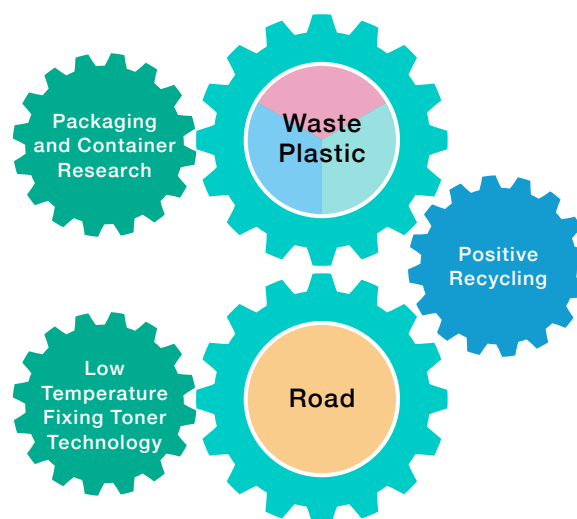 Packaging
and Container
Research
Waste
Plastic
Positive
Recycling
Low
Temperature
Fixing Toner
Technology
Road